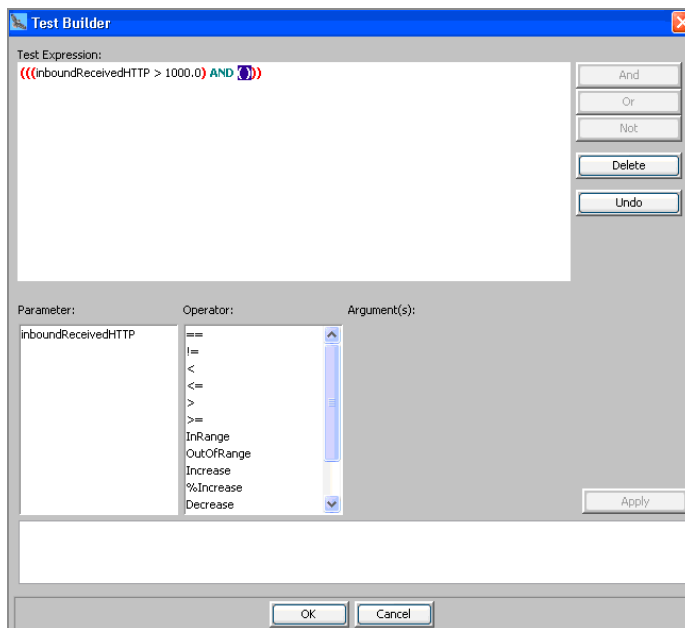 Test Builder
Test Expression:
(((inboundReceivedHTTP > 1000.0) AND ( )))
And
Or
Not
Delete
Undo
Parameter:
Operator:
Argument(s):
inboundReceivedHTTP
==
!=
<
<=
>
>=
InRange
OutOfRange
Increase
%Increase
Decrease
Apply
OK
Cancel